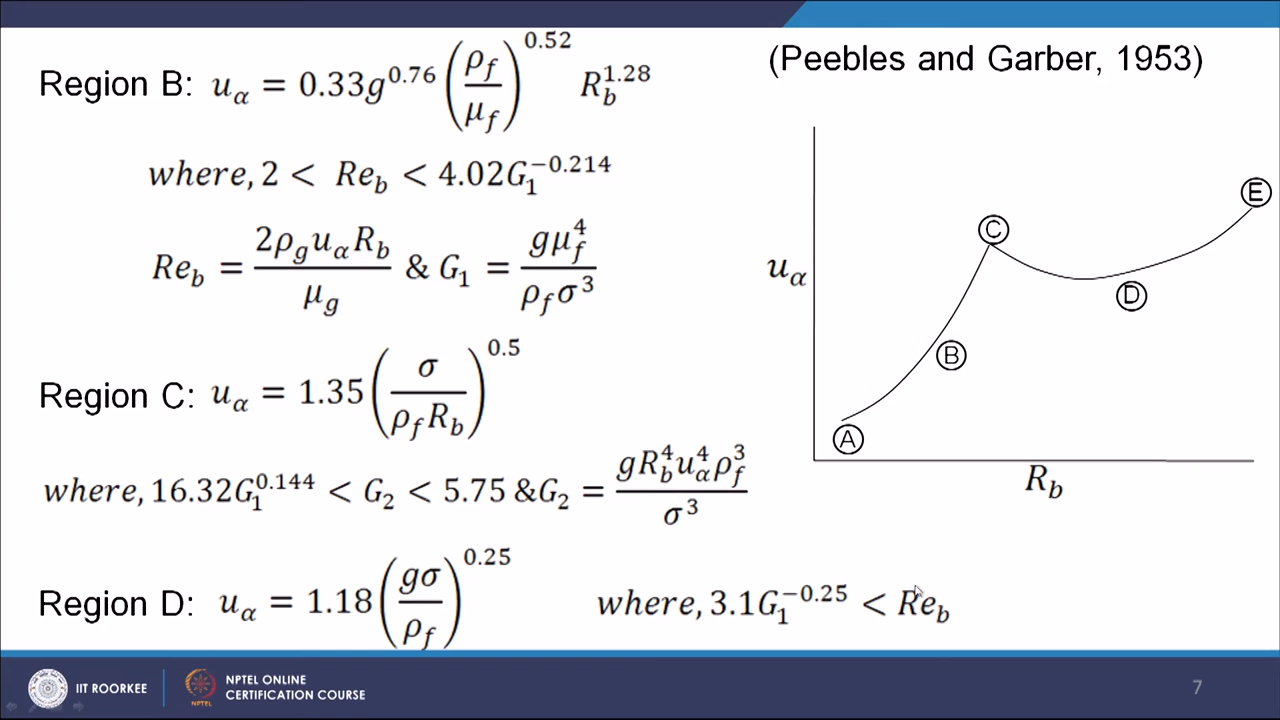 Region B: u_α = 0.33g^0.76 (ρ_f/μ_f)^0.52 R_b^1.28
(Peebles and Garber, 1953)
where, 2 < Re_b < 4.02G_1^−0.214
Re_b = 2ρ_g u_α R_b/μ_g & G_1 = gμ_f^4/ρ_f σ^3
Region C: u_α = 1.35 (σ/ρ_f R_b)^0.5
where, 16.32G_1^0.144 < G_2 < 5.75 &G_2 = gR_b^4 u_α^4 ρ_f^3/σ^3
Region D: u_α = 1.18 (gσ/ρ_f)^0.25
where, 3.1G_1^−0.25 < Re_b
u_α
A
B
C
D
E
R_b
IIT ROORKEE
NPTEL
NPTEL ONLINE
CERTIFICATION COURSE
7